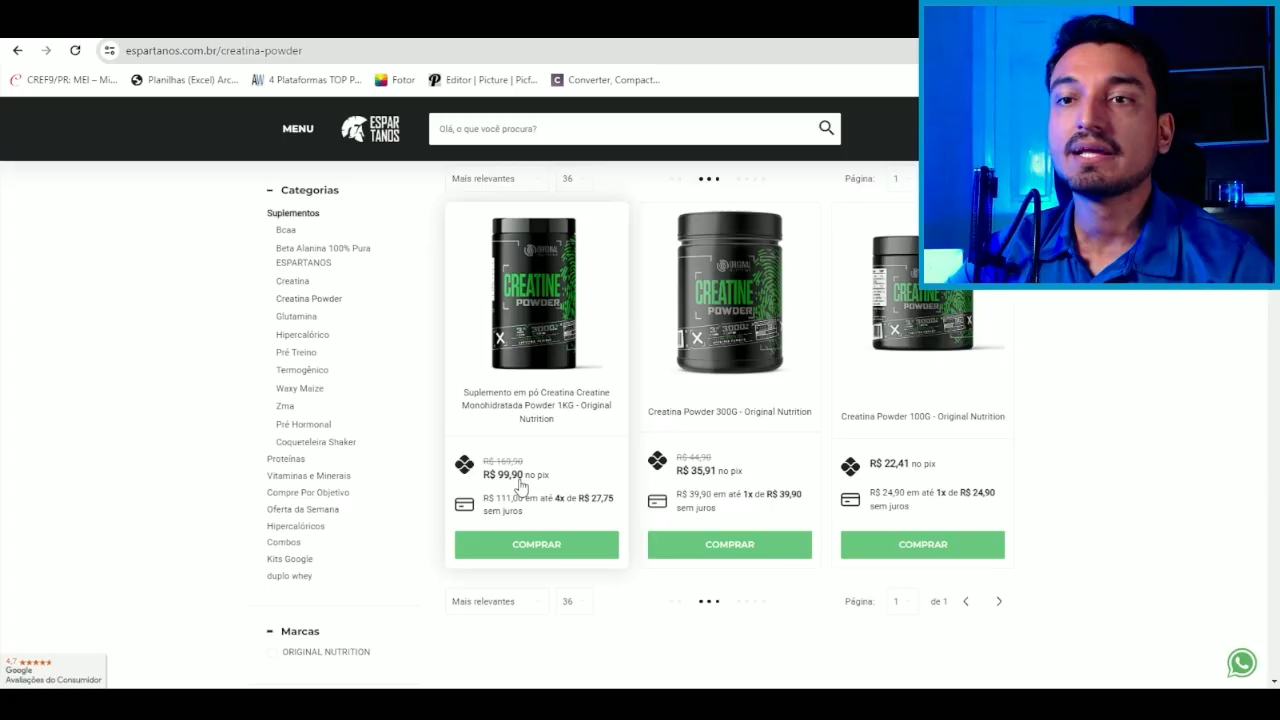 espartanos.com.br/creatina-powder
CREF9/PR: MEI – Mi...
Planilhas (Excel) Arc...
4 Plataformas TOP P...
Fotor
Editor | Picture | Picf...
Converter, Compact...
MENU
ESPAR
TANOS
Olá, o que você procura?
Categorias
Suplementos
Bcaa
Beta Alanina 100% Pura
ESPARTANOS
Creatina
Creatina Powder
Glutamina
Hipercalórico
Pré Treino
Termogênico
Waxy Maize
Zma
Pré Hormonal
Coqueteleira Shaker
Proteínas
Vitaminas e Minerais
Compre Por Objetivo
Oferta da Semana
Hipercalóricos
Combos
Kits Google
duplo whey
Marcas
ORIGINAL NUTRITION
Mais relevantes
36
Página:
1
CREATINE
POWDER
Suplemento em pó Creatina Creatine
Monohidratada Powder 1KG - Original
Nutrition
R$ 169,90
R$ 99,90 no pix
R$ 111,00 em até 4x de R$ 27,75
sem juros
COMPRAR
CREATINE
POWDER
Creatina Powder 300G - Original Nutrition
R$ 44,90
R$ 35,91 no pix
R$ 39,90 em até 1x de R$ 39,90
sem juros
COMPRAR
POWDER
Creatina Powder 100G - Original Nutrition
R$ 22,41 no pix
R$ 24,90 em até 1x de R$ 24,90
sem juros
COMPRAR
Mais relevantes
36
Página:
1
de 1
4,7
Google
Avaliações do Consumidor